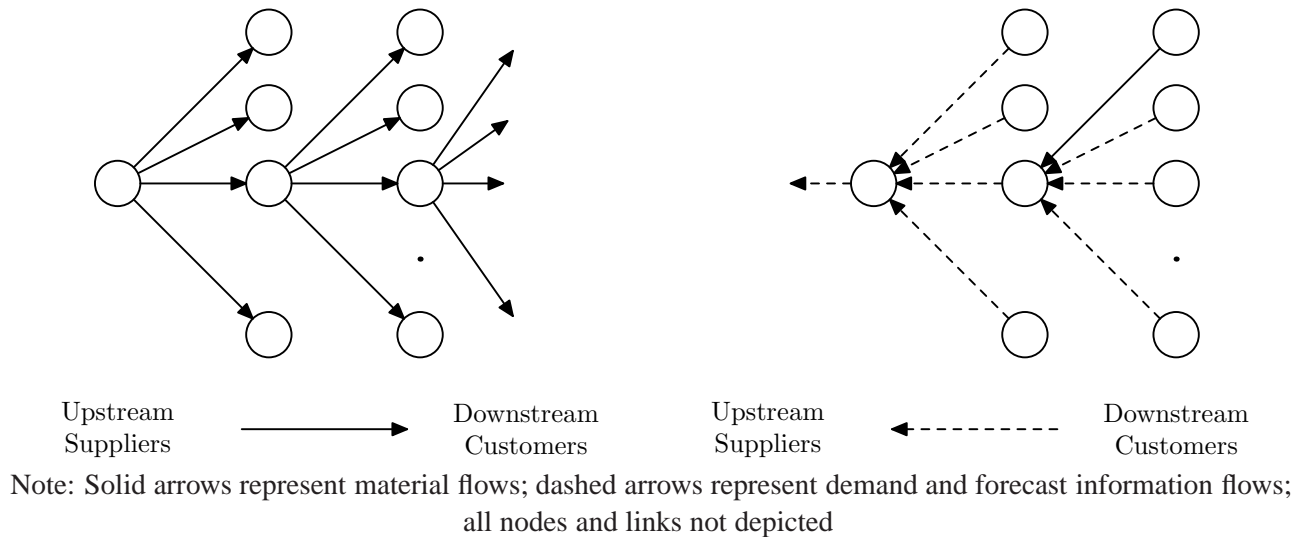 Upstream
Suppliers
Downstream
Customers
Upstream
Suppliers
Downstream
Customers
Note: Solid arrows represent material flows; dashed arrows represent demand and forecast information flows;
all nodes and links not depicted